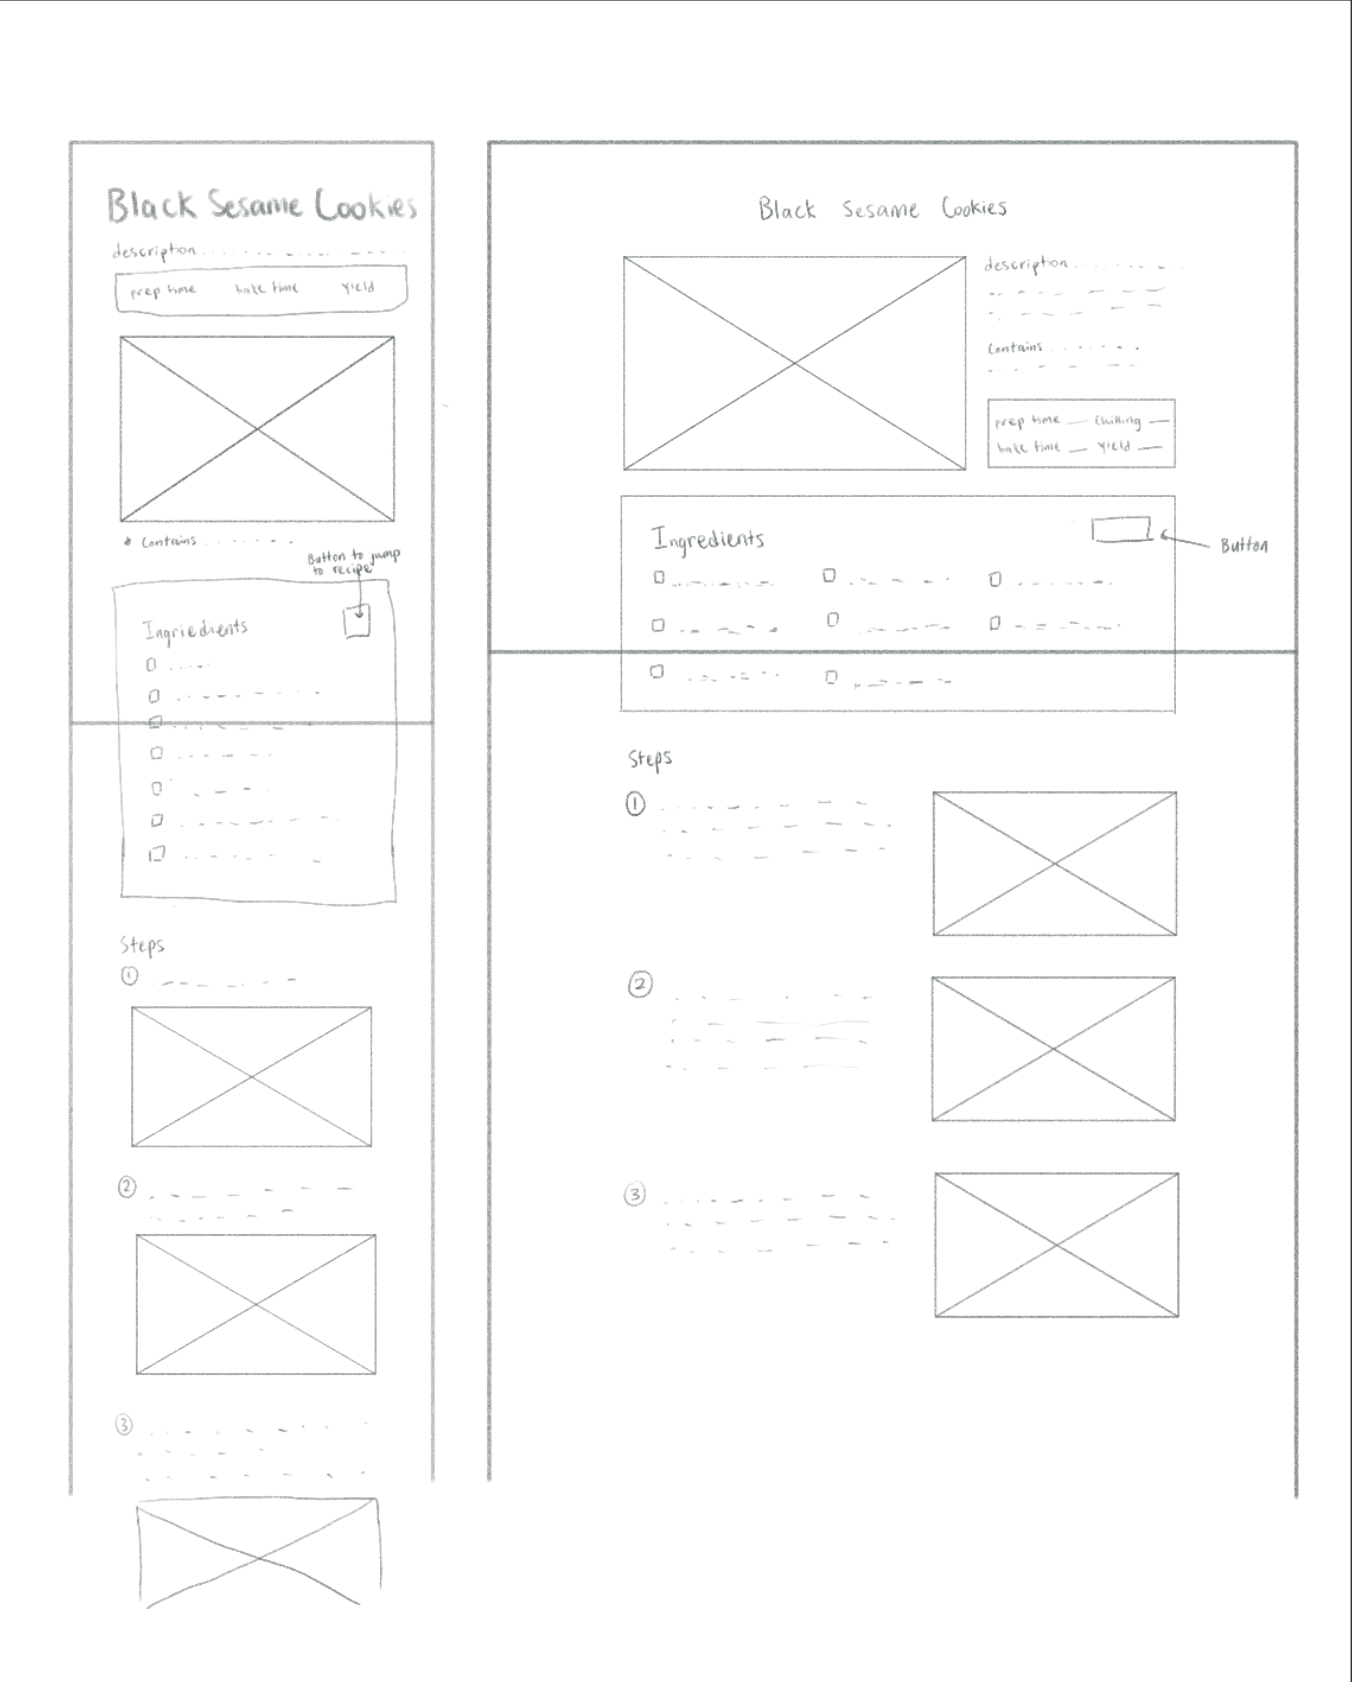 Black Sesame Cookies
description
prep time bake time yield
* Contains
Button to jump
to recipe
Ingriedients
Steps
1
2
3
Black Sesame Cookies
description
Contains
prep time Chilling
bake time yield
Ingredients
Button
Steps
1
2
3